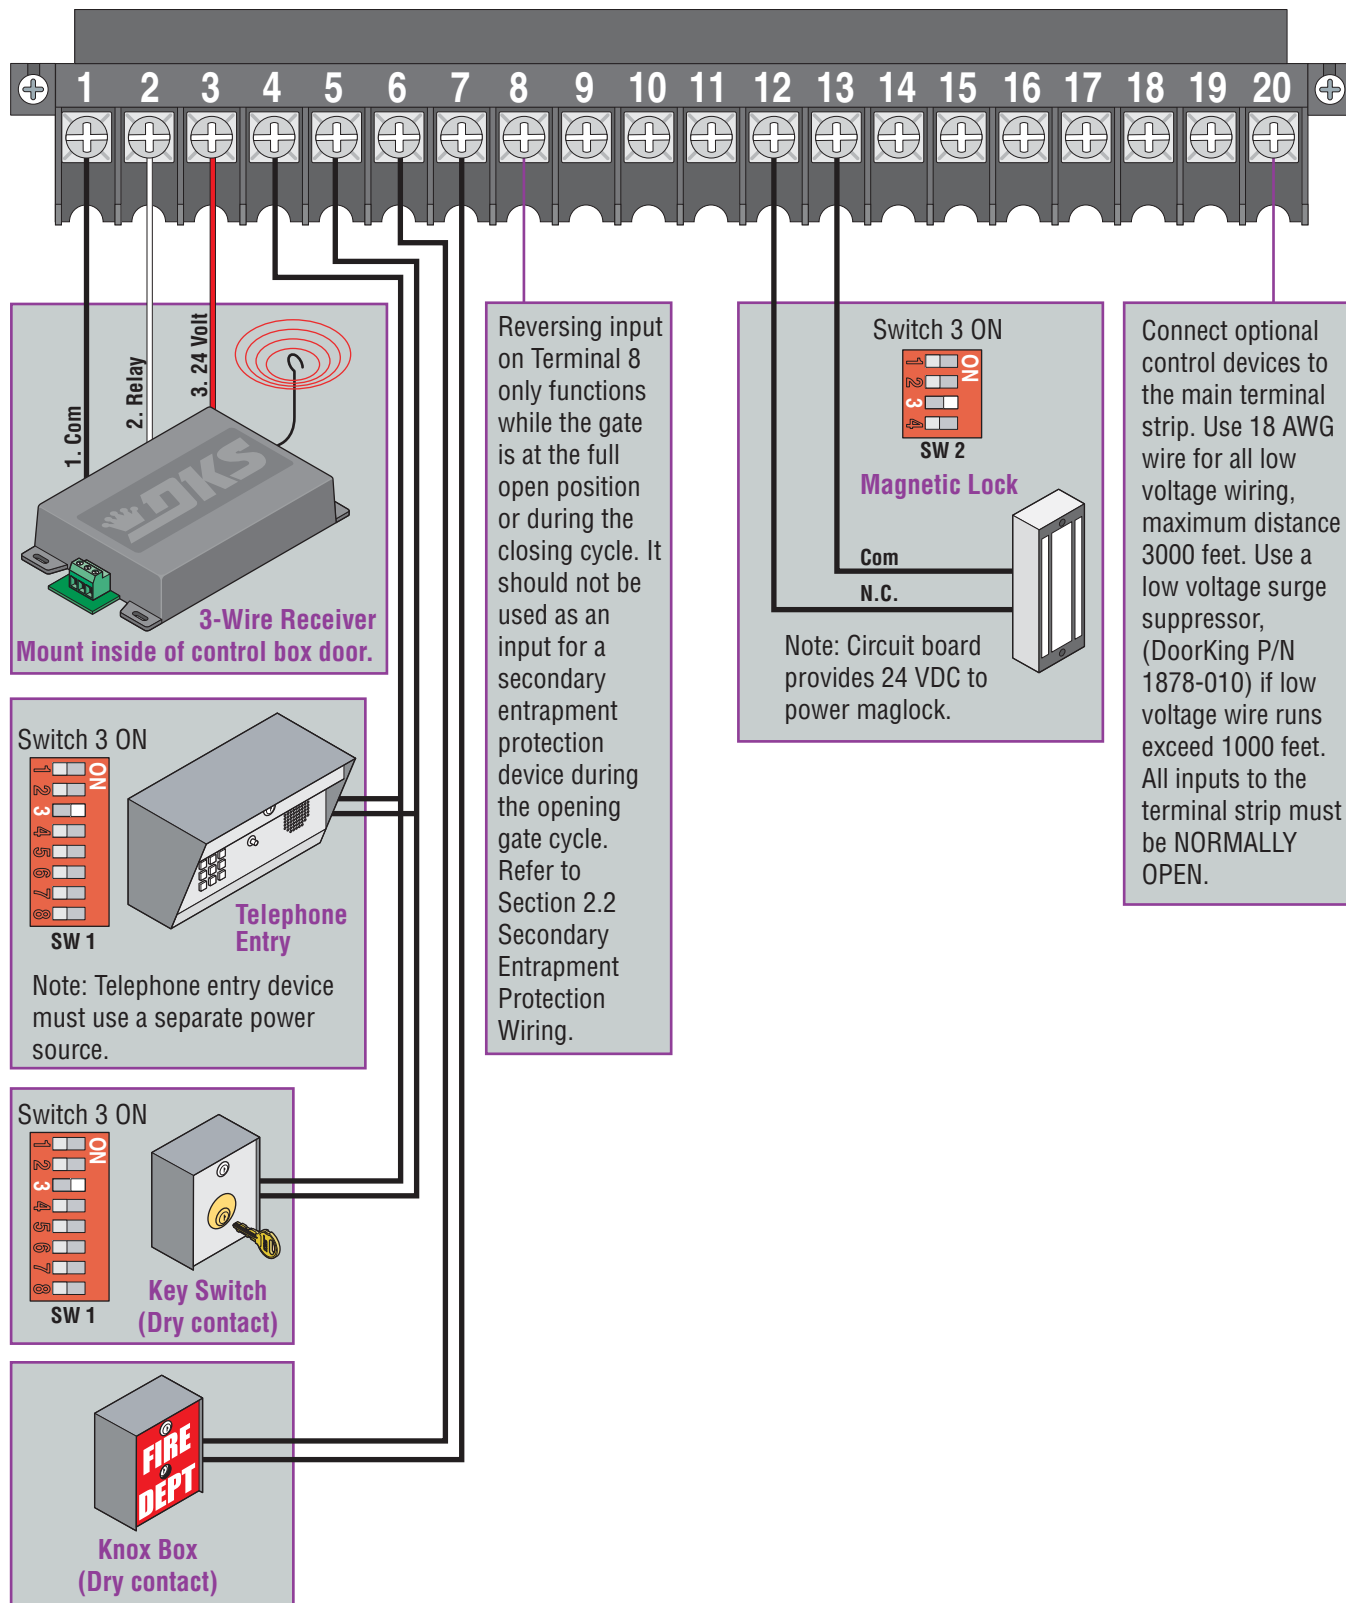 1 2 3 4 5 6 7 8 9 10 11 12 13 14 15 16 17 18 19 20
1. Com
2. Relay
3. 24 Volt
DKS
3-Wire Receiver
Mount inside of control box door.
Switch 3 ON
ON
1
2
3
4
5
6
7
8
SW 1
Telephone
Entry
Note: Telephone entry device
must use a separate power
source.
Switch 3 ON
ON
1
2
3
4
5
6
7
8
SW 1
Key Switch
(Dry contact)
FIRE
DEPT
Knox Box
(Dry contact)
Reversing input
on Terminal 8
only functions
while the gate
is at the full
open position
or during the
closing cycle. It
should not be
used as an
input for a
secondary
entrapment
protection
device during
the opening
gate cycle.
Refer to
Section 2.2
Secondary
Entrapment
Protection
Wiring.
Switch 3 ON
ON
1
2
3
4
SW 2
Magnetic Lock
Com
N.C.
Note: Circuit board
provides 24 VDC to
power maglock.
Connect optional
control devices to
the main terminal
strip. Use 18 AWG
wire for all low
voltage wiring,
maximum distance
3000 feet. Use a
low voltage surge
suppressor,
(DoorKing P/N
1878-010) if low
voltage wire runs
exceed 1000 feet.
All inputs to the
terminal strip must
be NORMALLY
OPEN.